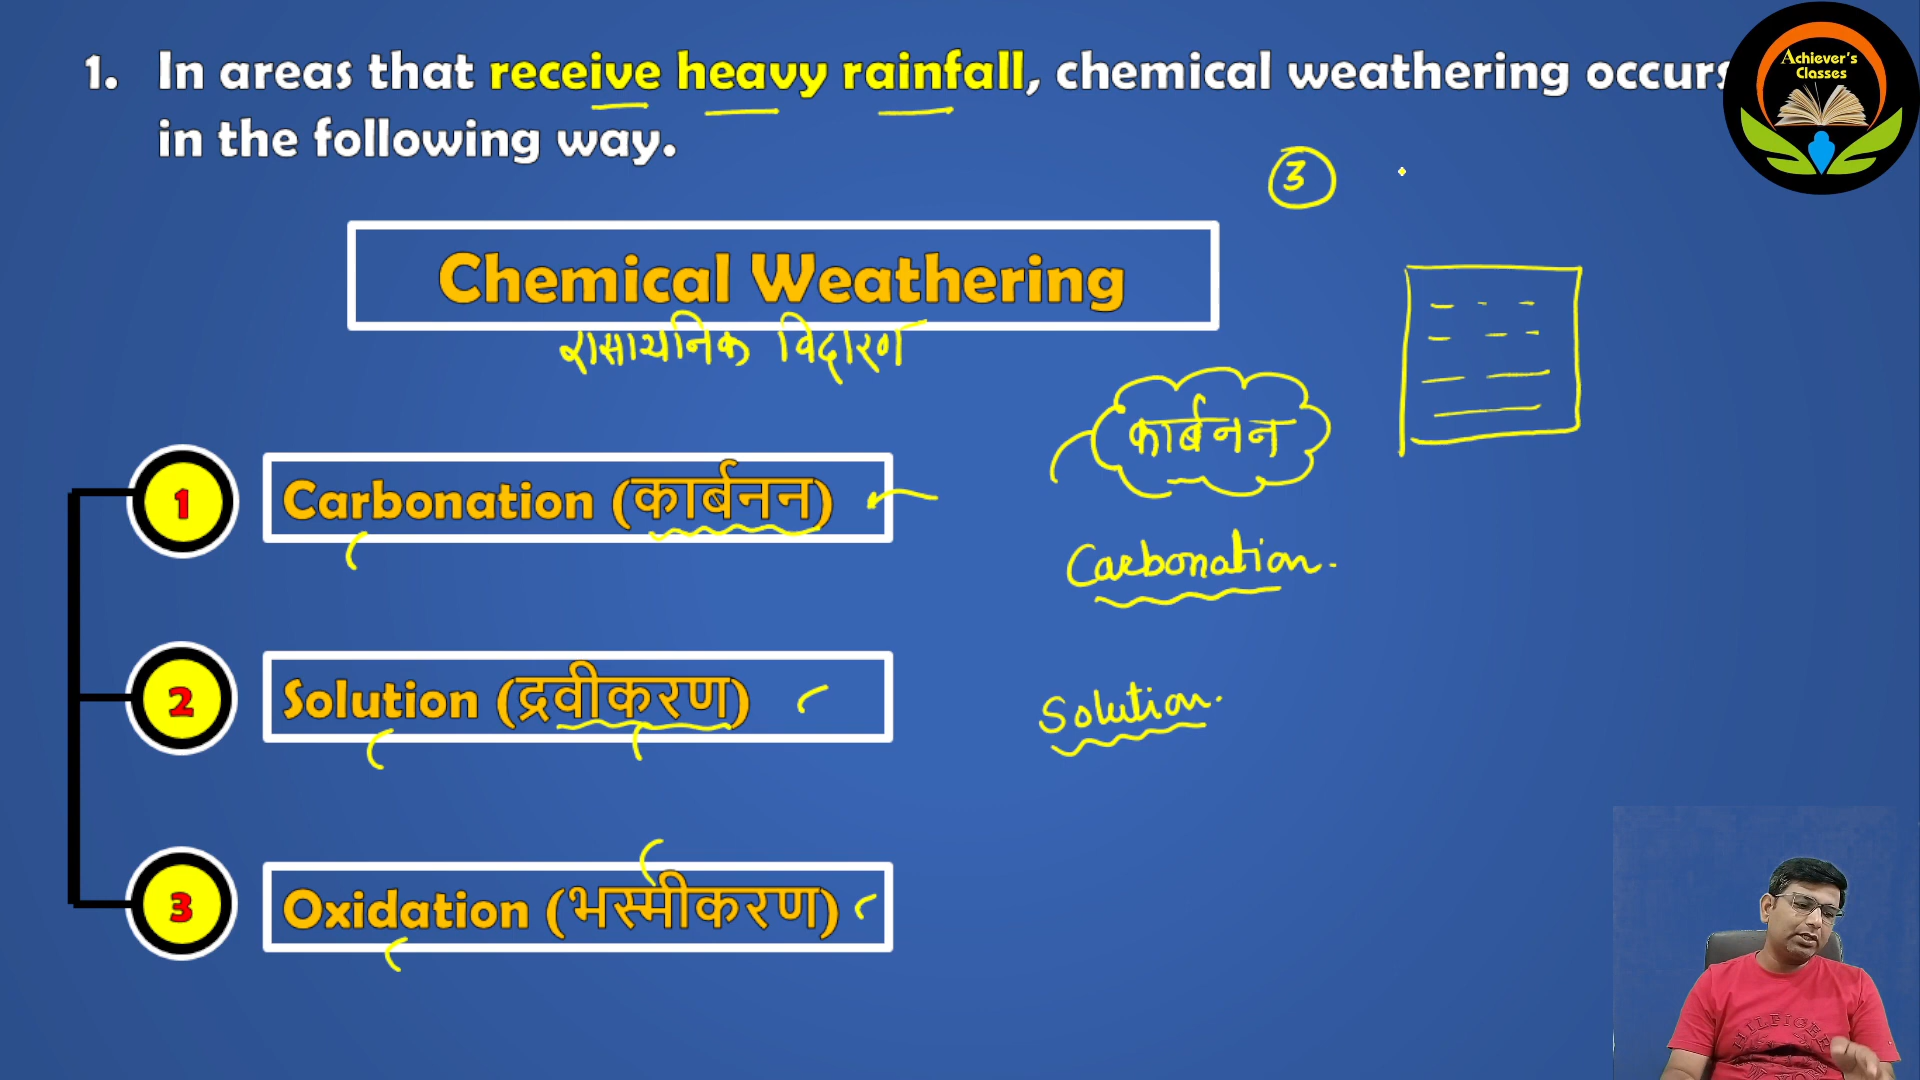 1. In areas that receive heavy rainfall, chemical weathering occurs
in the following way.
Achiever's
Classes
3
Chemical Weathering
रासायनिक विदारण
कार्बनन
1 Carbonation (कार्बनन)
Carbonation.
2 Solution (द्रवीकरण)
Solution.
3 Oxidation (भस्मीकरण)